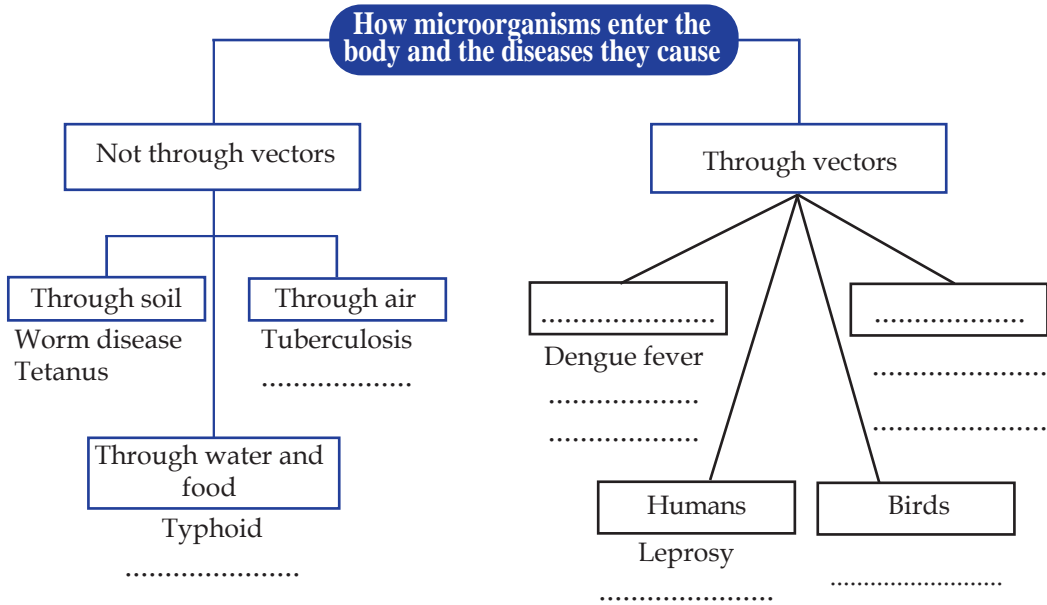 How microorganisms enter the
body and the diseases they cause
Not through vectors
Through vectors
Through soil
Worm disease
Tetanus
Through air
Tuberculosis
..................
Through water and
food
Typhoid
.....................
.....................
Dengue fever
..................
..................
..................
.....................
.....................
Humans
Leprosy
.....................
Birds
.........................